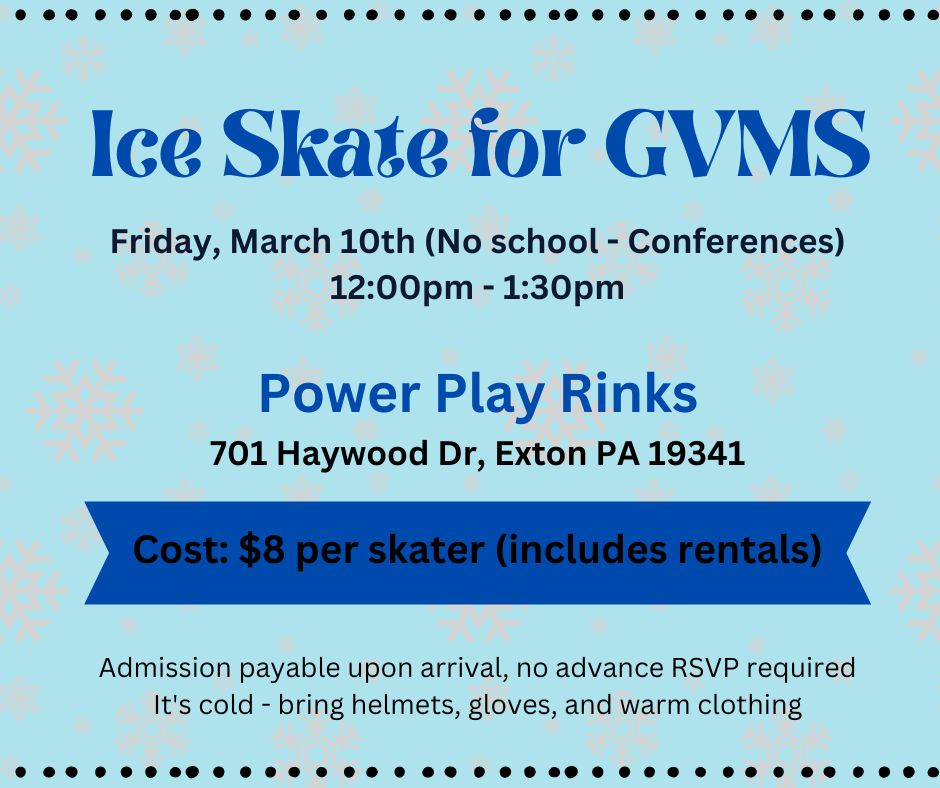 Ice Skate for GVMS
Friday, March 10th (No school - Conferences)
12:00pm - 1:30pm
Power Play Rinks
701 Haywood Dr, Exton PA 19341
Cost: $8 per skater (includes rentals)
Admission payable upon arrival, no advance RSVP required
It's cold - bring helmets, gloves, and warm clothing